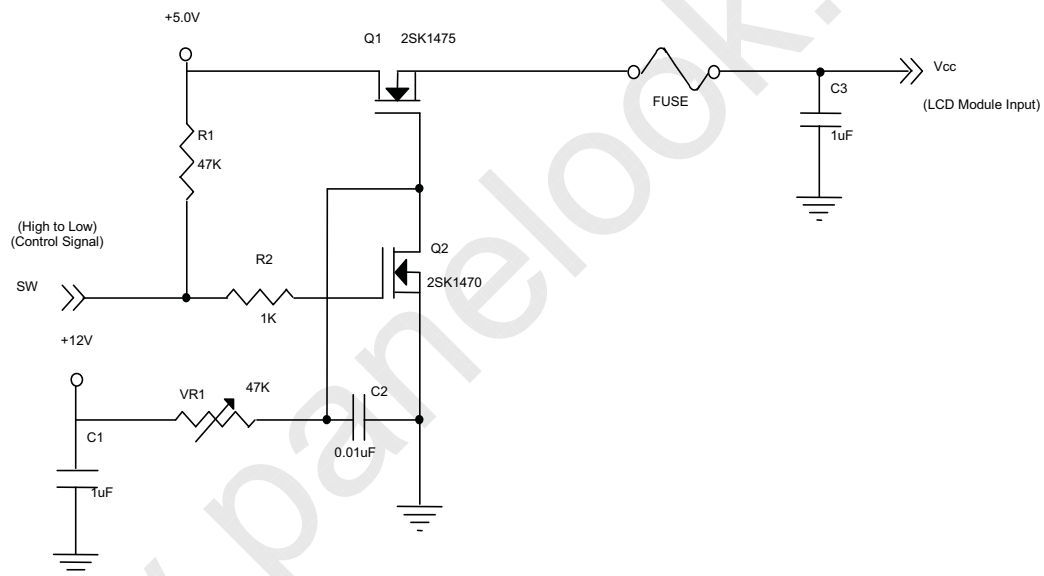 +5.0V
Q1 2SK1475
Vcc
FUSE
C3
(LCD Module Input)
R1
1uF
47K
(High to Low)
(Control Signal)
Q2
R2
SW
2SK1470
1K
+12V
VR1
47K
C2
C1
0.01uF
1uF
panelook.